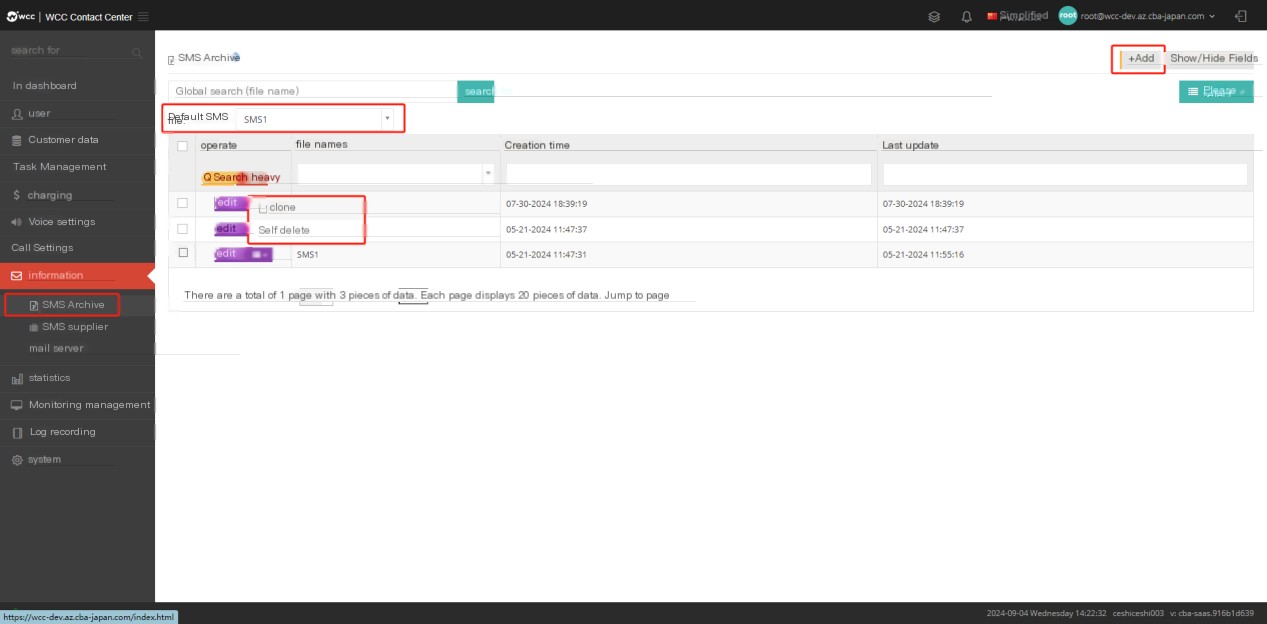 wcc | WCC Contact Center
Simplified
root
root@wcc-dev.az.cba-japan.com
search for
In dashboard
user
Customer data
Task Management
charging
Voice settings
Call Settings
information
SMS Archive
SMS supplier
mail server
statistics
Monitoring management
Log recording
system
SMS Archive
+Add
Show/Hide Fields
Global search (file name)
search
Please
Default SMS
file:
SMS1
operate
file names
Creation time
Last update
Q Search heavy
edit
clone
07-30-2024 18:39:19
07-30-2024 18:39:19
edit
Self delete
05-21-2024 11:47:37
05-21-2024 11:47:37
edit
SMS1
05-21-2024 11:47:31
05-21-2024 11:55:16
There are a total of 1 page with 3 pieces of data. Each page displays 20 pieces of data. Jump to page
https://wcc-dev.az.cba-japan.com/index.html
2024-09-04 Wednesday 14:22:32 ceshiceshi003 v: cba-saas.916b1d639